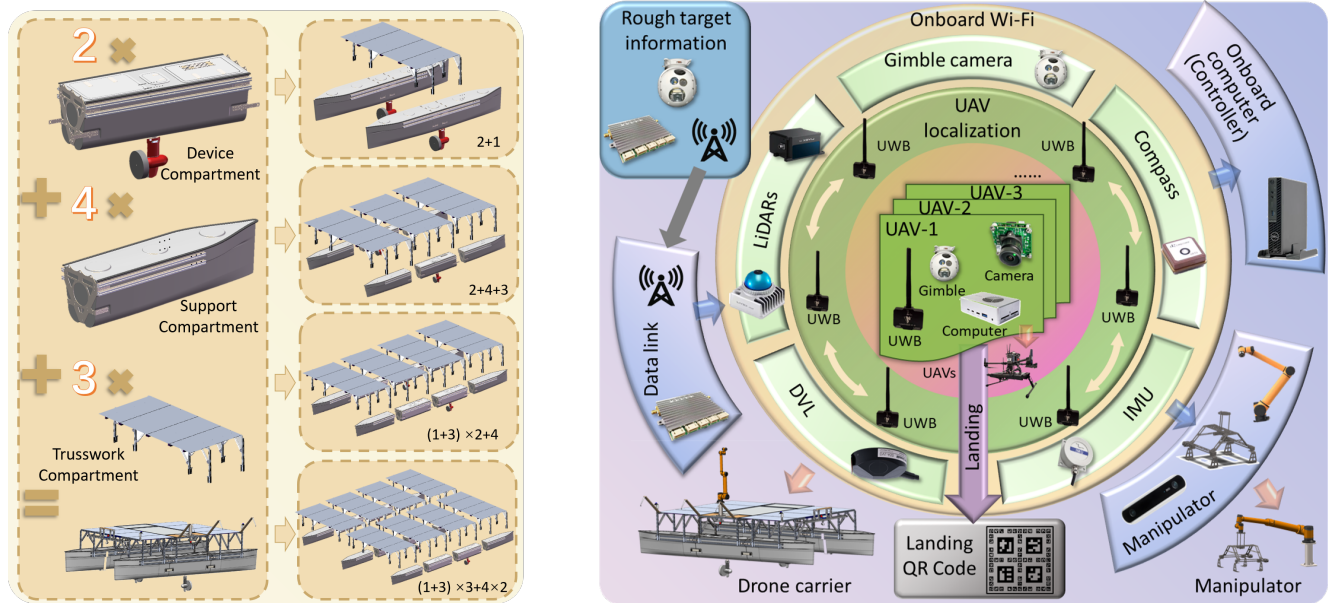 2 ×
Device
Compartment
+ 4 ×
Support
Compartment
+ 3 ×
Trusswork
Compartment
=
2+1
2+4+3
(1+3) ×2+4
(1+3) ×3+4×2
Rough target
information
Data link
Onboard Wi-Fi
Gimble camera
LiDARs
Compass
DVL
IMU
UAV
localization
UWB
UWB
UWB
UWB
UWB
UWB
......
UAV-3
UAV-2
UAV-1
Gimble
Camera
UWB
Computer
UAVs
Landing
Onboard
computer
(Controller)
Manipulator
Drone carrier
Landing
QR Code
Manipulator